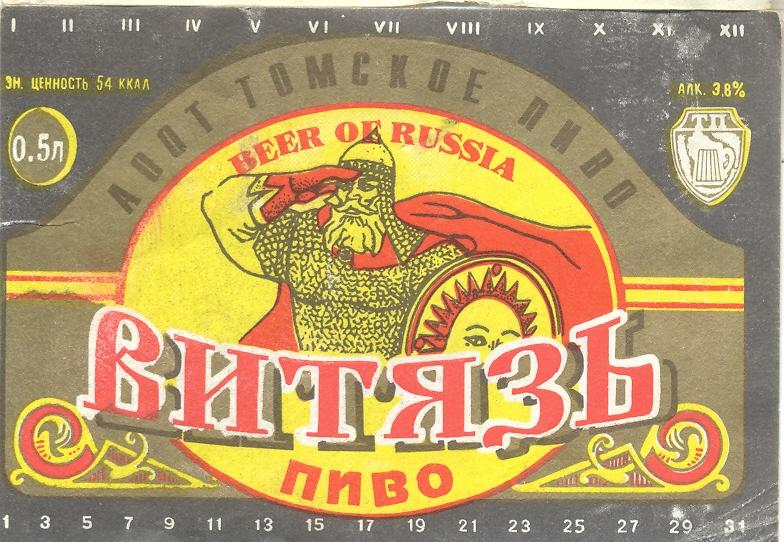 I II III IV V VI VII VIII IX X XI XII
ЭН. ЦЕННОСТЬ 54 ККАЛ
АЛК. 3,8%
АООТ ТОМСКОЕ ПИВО
0.5Л
ТП
BEER OF RUSSIA
ВИТЯЗЬ
ПИВО
1 3 5 7 9 11 13 15 17 19 21 23 25 27 29 31